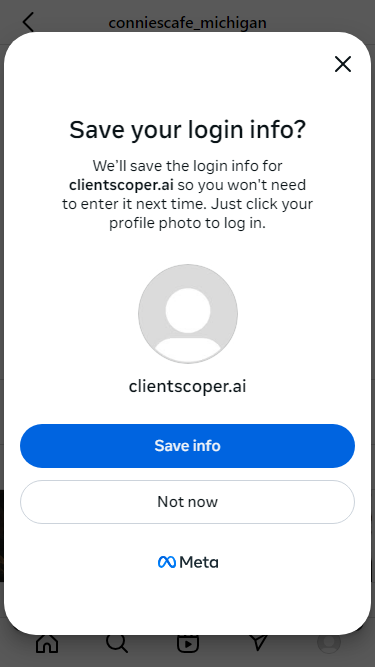 conniescafe_michigan
Save your login info?
We'll save the login info for
clientscoper.ai so you won't need
to enter it next time. Just click your
profile photo to log in.
clientscoper.ai
Save info
Not now
Meta